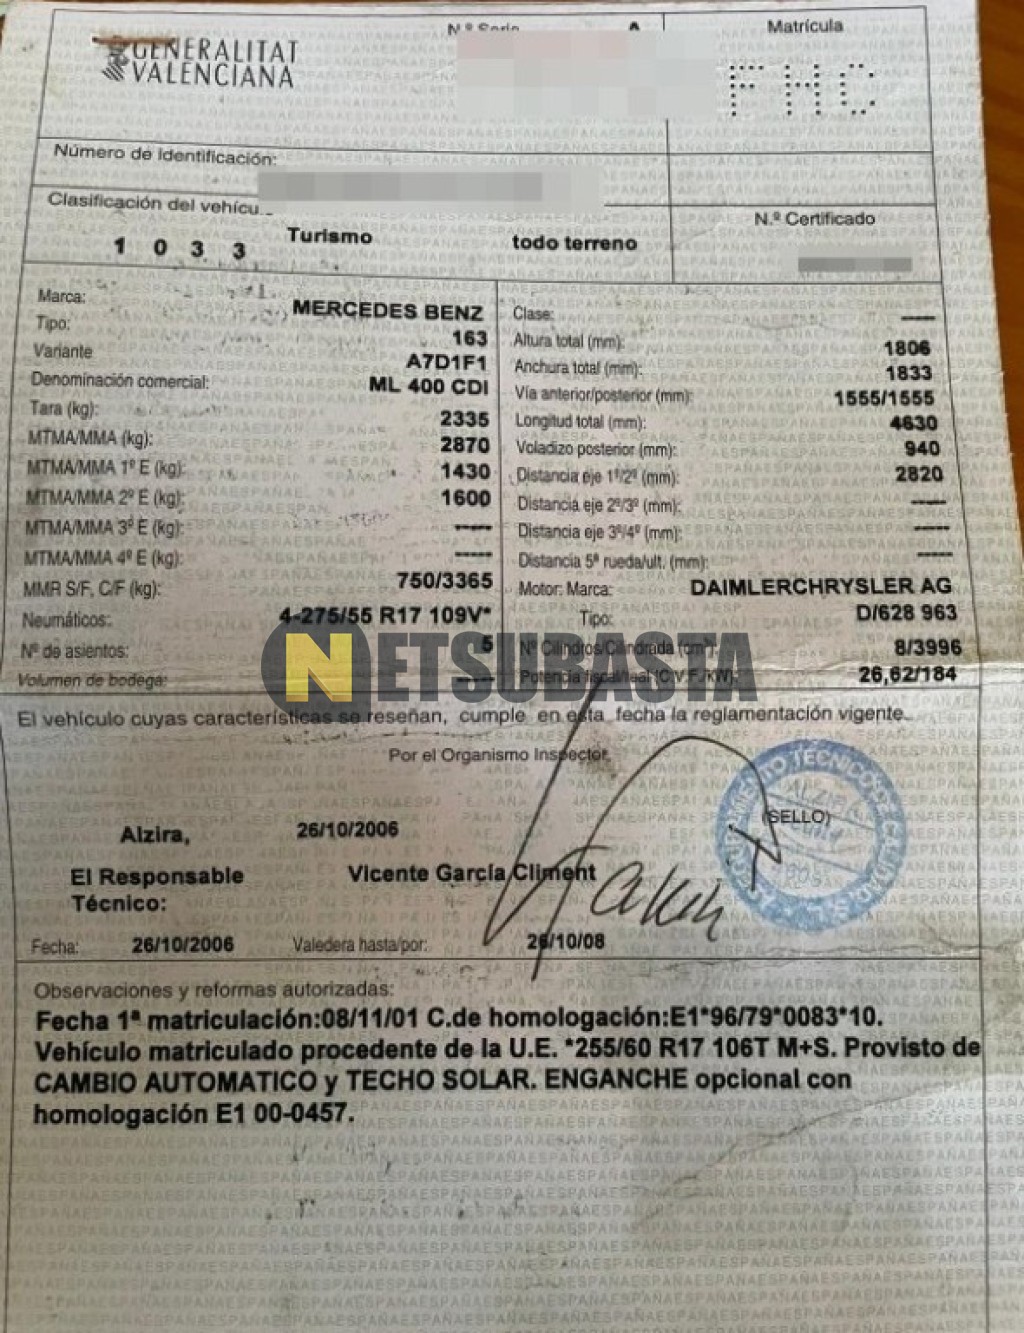 GENERALITAT
VALENCIANA
N.º Serie
A
Matrícula
FHC
Número de Identificación:
Clasificación del vehícu
N.º Certificado
1 0 3 3 Turismo todo terreno
Marca: MERCEDES BENZ
Tipo: 163
Variante A7D1F1
Denominación comercial: ML 400 CDI
Tara (kg): 2335
MTMA/MMA (kg): 2870
MTMA/MMA 1º E (kg): 1430
MTMA/MMA 2º E (kg): 1600
MTMA/MMA 3º E (kg): -----
MTMA/MMA 4º E (kg): -----
MMR S/F, C/F (kg): 750/3365
Neumáticos: 4-275/55 R17 109V*
Nº de asientos: 5
Volumen de bodega: -----
Clase: -----
Altura total (mm): 1806
Anchura total (mm): 1833
Vía anterior/posterior (mm): 1555/1555
Longitud total (mm): 4630
Voladizo posterior (mm): 940
Distancia eje 1º/2º (mm): 2820
Distancia eje 2º/3º (mm): -----
Distancia eje 3º/4º (mm): -----
Distancia 5ª rueda/ult. (mm): -----
Motor: Marca: DAIMLERCHRYSLER AG
Tipo: D/628 963
Nº Cilindros/Cilindrada (cm³): 8/3996
Potencia fiscal/real (C.V.F./kW): 26,62/184
NETSUBASTA
El vehículo cuyas características se reseñan, cumple en esta fecha la reglamentación vigente.
Por el Organismo Inspector,
(SELLO)
Alzira, 26/10/2006
El Responsable Vicente García Climent
Técnico:
Fecha: 26/10/2006 Valedera hasta/por: 26/10/08
Observaciones y reformas autorizadas:
Fecha 1ª matriculación:08/11/01 C.de homologación:E1*96/79*0083*10.
Vehículo matriculado procedente de la U.E. *255/60 R17 106T M+S. Provisto de
CAMBIO AUTOMATICO y TECHO SOLAR. ENGANCHE opcional con
homologación E1 00-0457.